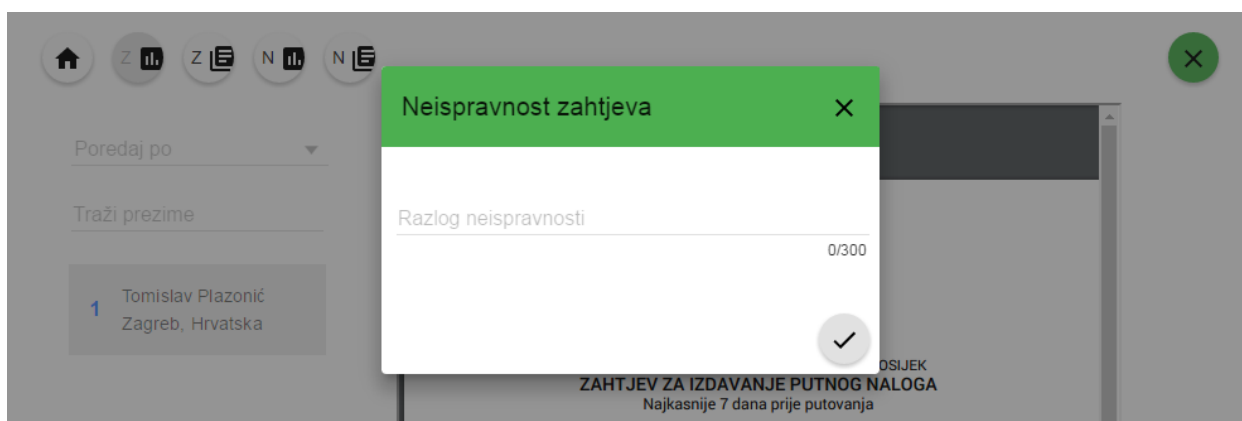 Z
Z
N
N
Neispravnost zahtjeva
Poredaj po
Traži prezime
Razlog neispravnosti
0/300
1
Tomislav Plazonić
Zagreb, Hrvatska
OSIJEK
ZAHTJEV ZA IZDAVANJE PUTNOG NALOGA
Najkasnije 7 dana prije putovanja